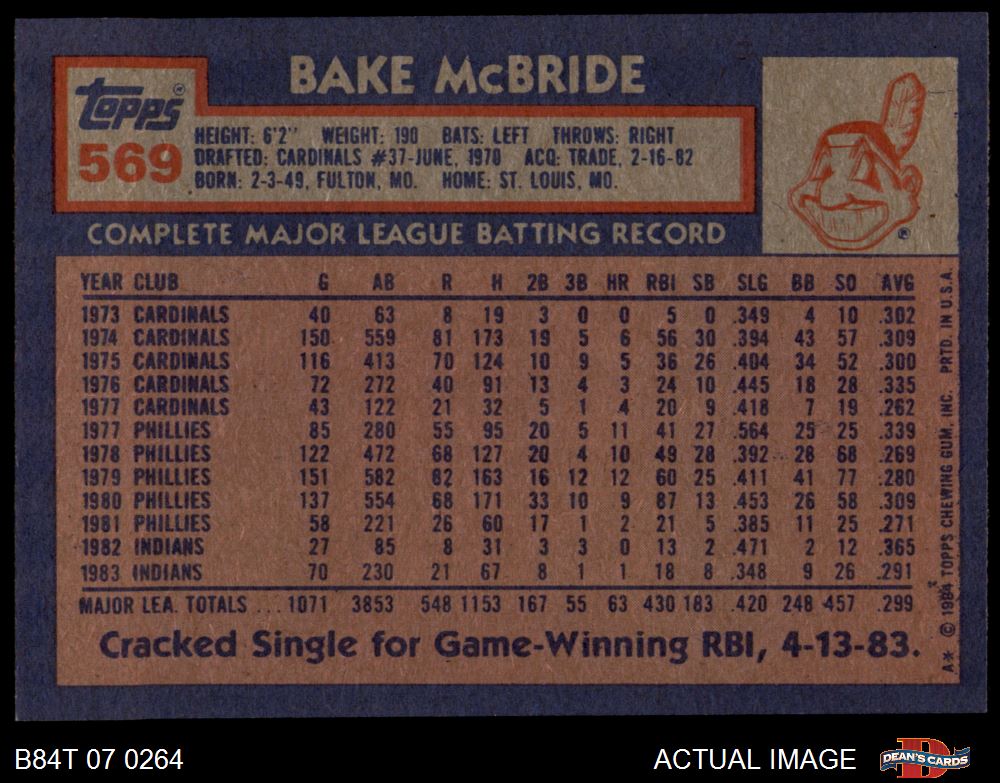 BAKE McBRIDE
Topps®
569
HEIGHT: 6'2" WEIGHT: 190 BATS: LEFT THROWS: RIGHT
DRAFTED: CARDINALS #37-JUNE, 1970 ACQ: TRADE, 2-16-82
BORN: 2-3-49, FULTON, MO. HOME: ST. LOUIS, MO.
®
COMPLETE MAJOR LEAGUE BATTING RECORD
YEAR CLUB G AB R H 2B 3B HR RBI SB SLG BB SO AVG
1973 CARDINALS 40 63 8 19 3 0 0 5 0 .349 4 10 .302
1974 CARDINALS 150 559 81 173 19 5 6 56 30 .394 43 57 .309
1975 CARDINALS 116 413 70 124 10 9 5 36 26 .404 34 52 .300
1976 CARDINALS 72 272 40 91 13 4 3 24 10 .445 18 28 .335
1977 CARDINALS 43 122 21 32 5 1 4 20 9 .418 7 19 .262
1977 PHILLIES 85 280 55 95 20 5 11 41 27 .564 25 25 .339
1978 PHILLIES 122 472 68 127 20 4 10 49 28 .392 28 68 .269
1979 PHILLIES 151 582 82 163 16 12 12 60 25 .411 41 77 .280
1980 PHILLIES 137 554 68 171 33 10 9 87 13 .453 26 58 .309
1981 PHILLIES 58 221 26 60 17 1 2 21 5 .385 11 25 .271
1982 INDIANS 27 85 8 31 3 3 0 13 2 .471 2 12 .365
1983 INDIANS 70 230 21 67 8 1 1 18 8 .348 9 26 .291
MAJOR LEA. TOTALS ... 1071 3853 548 1153 167 55 63 430 183 .420 248 457 .299
Cracked Single for Game-Winning RBI, 4-13-83.
A* © 1984 TOPPS CHEWING GUM, INC. PRTD. IN U.S.A.
B84T 07 0264
ACTUAL IMAGE
DEAN'S CARDS